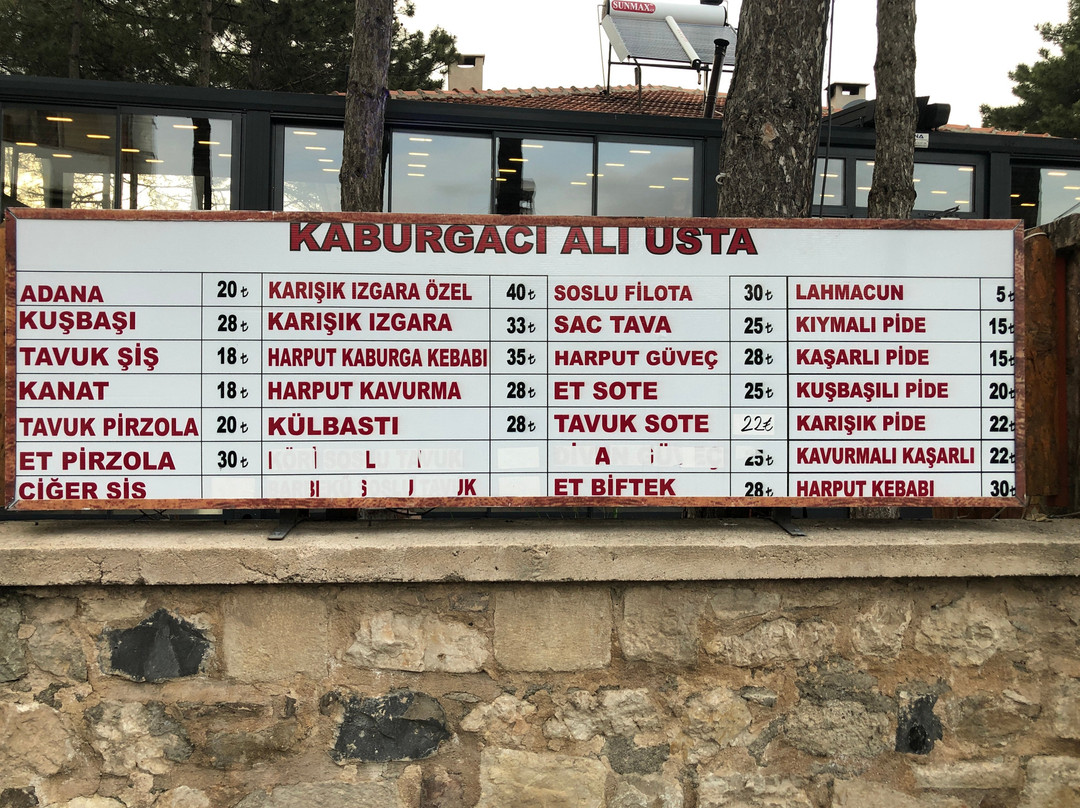 SUNMAX
KABURGACI ALİ USTA
ADANA 20₺ KARIŞIK IZGARA ÖZEL 40₺ SOSLU FİLOTA 30₺ LAHMACUN 5₺
KUŞBAŞI 28₺ KARIŞIK IZGARA 33₺ SAC TAVA 25₺ KIYMALI PİDE 15₺
TAVUK ŞİŞ 18₺ HARPUT KABURGA KEBABI 35₺ HARPUT GÜVEÇ 28₺ KAŞARLI PİDE 15₺
KANAT 18₺ HARPUT KAVURMA 28₺ ET SOTE 25₺ KUŞBAŞILI PİDE 20₺
TAVUK PİRZOLA 20₺ KÜLBASTI 28₺ TAVUK SOTE 22₺ KARIŞIK PİDE 22₺
ET PİRZOLA 30₺ TAVUK 25₺ KAVURMALI KAŞARLI 22₺
CİĞER ŞİŞ ET BİFTEK 28₺ HARPUT KEBABI 30₺